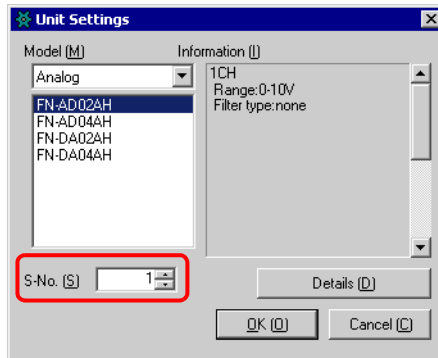 Unit Settings
Model (M) Information (I)
Analog
1CH
Range:0-10V
Filter type:none
FN-AD02AH
FN-AD04AH
FN-DA02AH
FN-DA04AH
S-No. (S) 1
Details (D)
OK (O) Cancel (C)